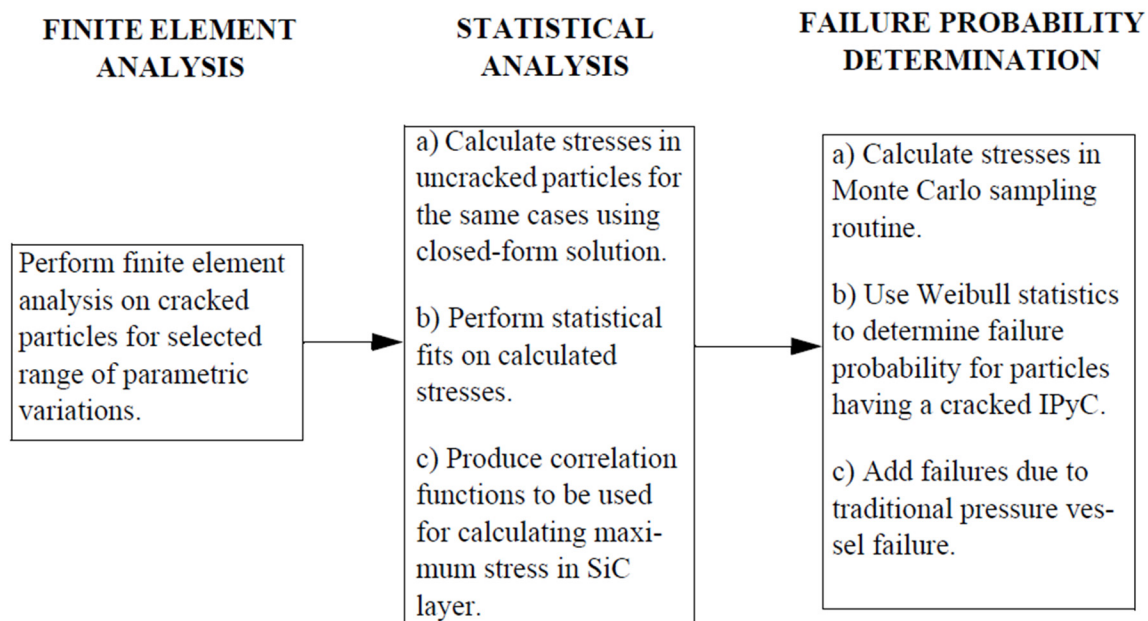 FINITE ELEMENT
ANALYSIS
Perform finite element
analysis on cracked
particles for selected
range of parametric
variations.
STATISTICAL
ANALYSIS
a) Calculate stresses in
uncracked particles for
the same cases using
closed-form solution.
b) Perform statistical
fits on calculated
stresses.
c) Produce correlation
functions to be used
for calculating maxi-
mum stress in SiC
layer.
FAILURE PROBABILITY
DETERMINATION
a) Calculate stresses in
Monte Carlo sampling
routine.
b) Use Weibull statistics
to determine failure
probability for particles
having a cracked IPyC.
c) Add failures due to
traditional pressure ves-
sel failure.